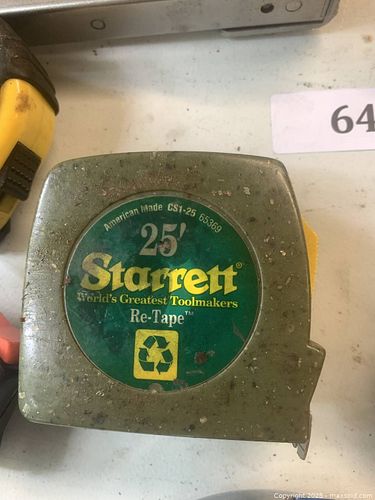 64
American Made CS1-25 65369
25'
Starrett®
World's Greatest Toolmakers
Re-Tape™
Copyright 2025 - maxsold.com